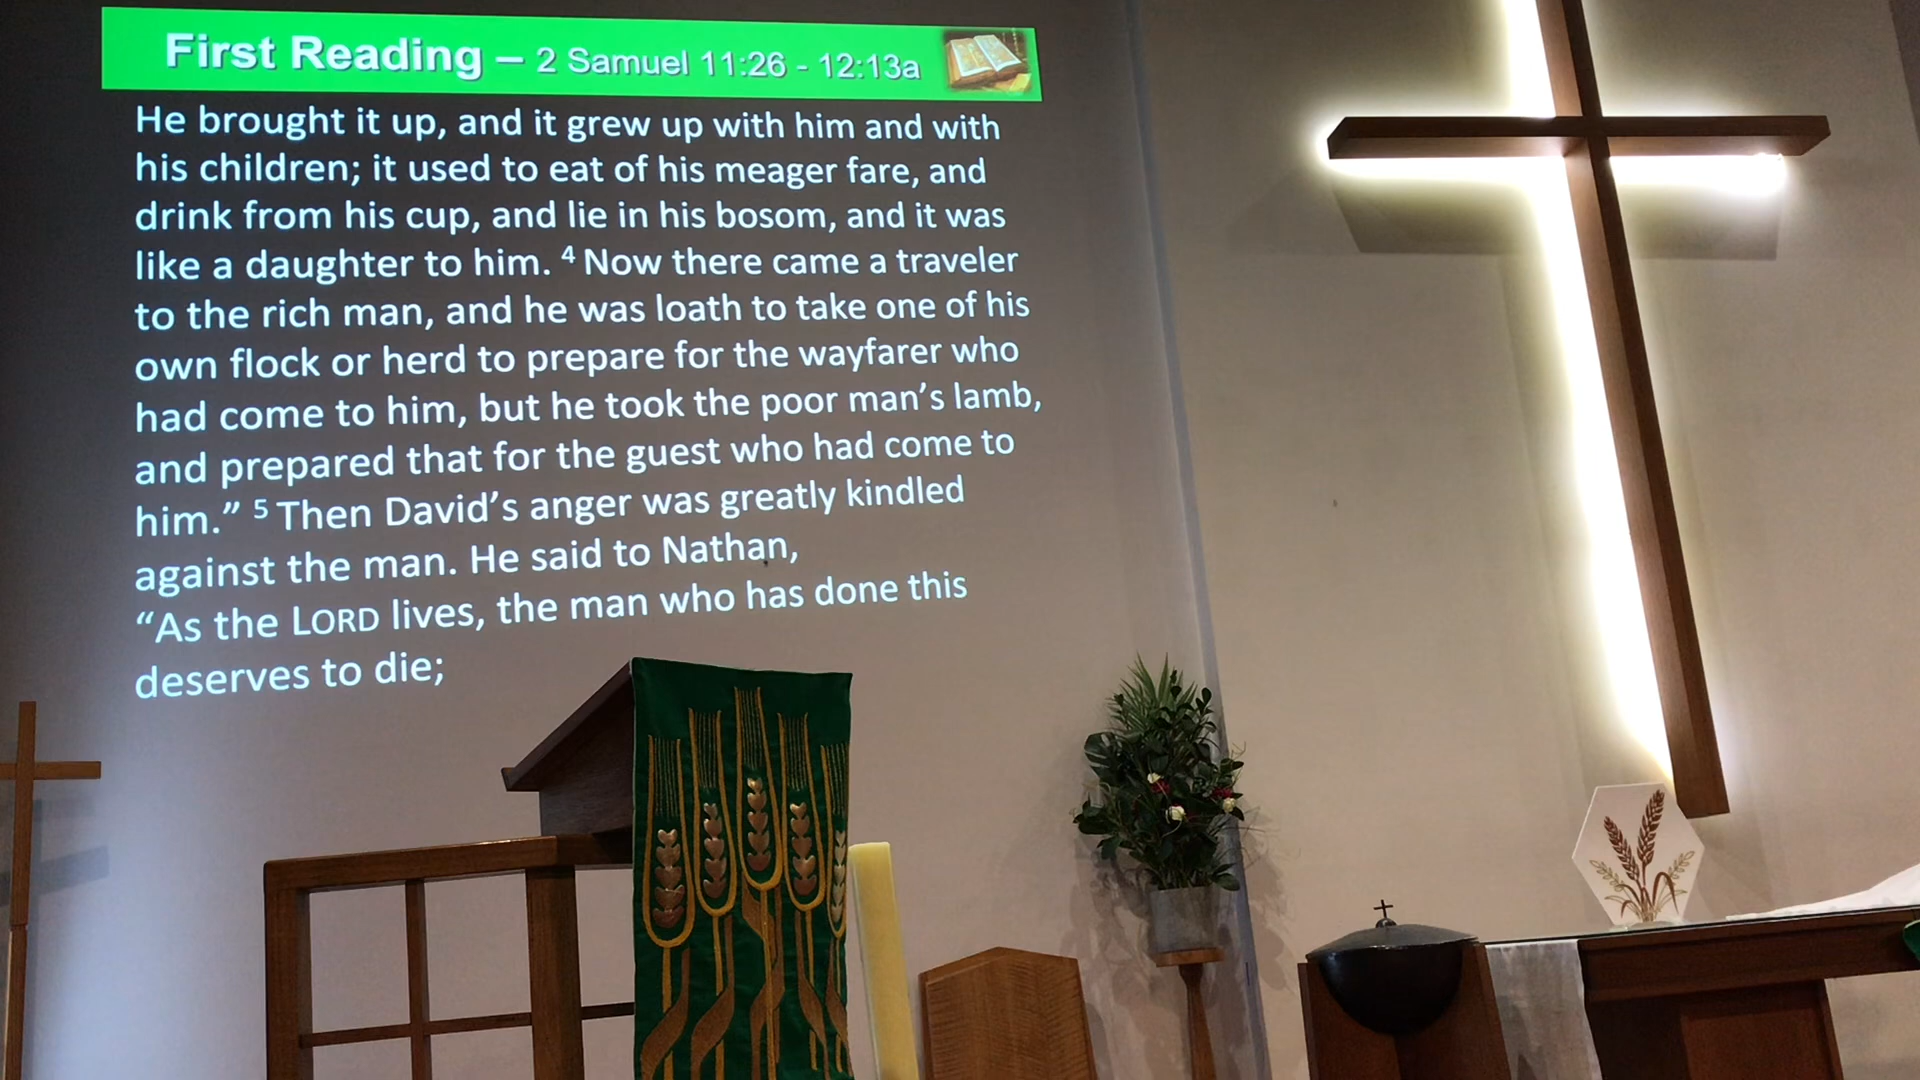 First Reading – 2 Samuel 11:26 - 12:13a
He brought it up, and it grew up with him and with
his children; it used to eat of his meager fare, and
drink from his cup, and lie in his bosom, and it was
like a daughter to him. ⁴ Now there came a traveler
to the rich man, and he was loath to take one of his
own flock or herd to prepare for the wayfarer who
had come to him, but he took the poor man’s lamb,
and prepared that for the guest who had come to
him.” ⁵ Then David’s anger was greatly kindled
against the man. He said to Nathan,
“As the LORD lives, the man who has done this
deserves to die;